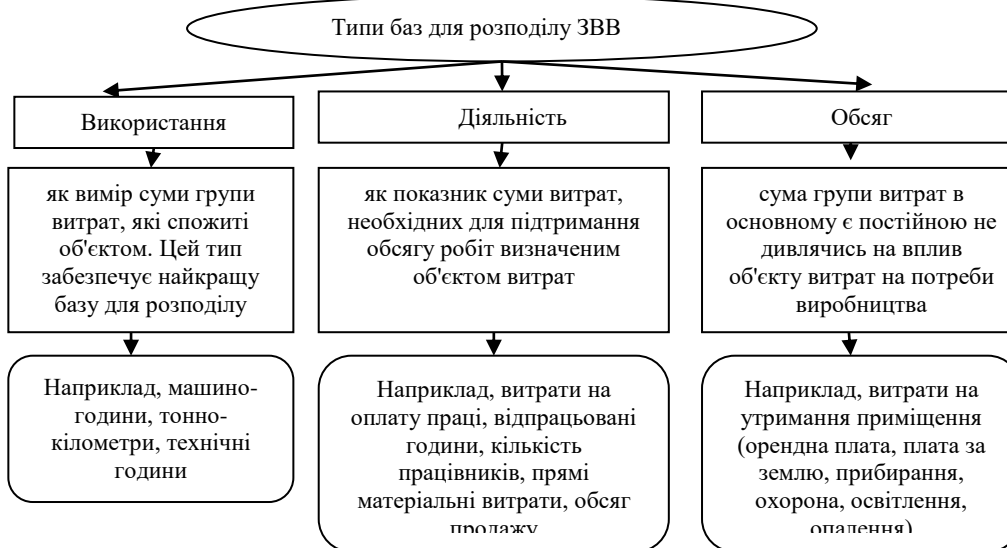 Типи баз для розподілу ЗВВ
Використання
Діяльність
Обсяг
як вимір суми групи
витрат, які спожиті
об'єктом. Цей тип
забезпечує найкращу
базу для розподілу
як показник суми витрат,
необхідних для підтримання
обсягу робіт визначеним
об'єктом витрат
сума групи витрат в
основному є постійною не
дивлячись на вплив
об'єкту витрат на потреби
виробництва
Наприклад, машино-
години, тонно-
кілометри, технічні
години
Наприклад, витрати на
оплату праці, відпрацьовані
години, кількість
працівників, прямі
матеріальні витрати, обсяг
продажу
Наприклад, витрати на
утримання приміщення
(орендна плата, плата за
землю, прибирання,
охорона, освітлення,
опалення)